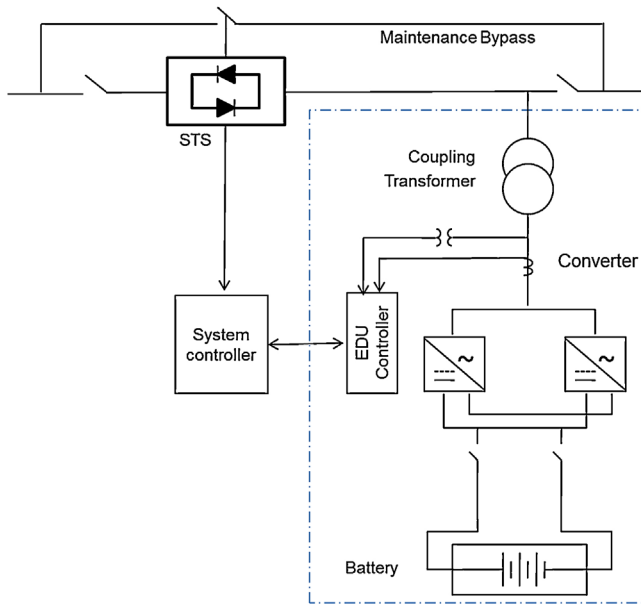 Maintenance Bypass
STS
Coupling
Transformer
Converter
System
controller
EDU
Controller
Battery